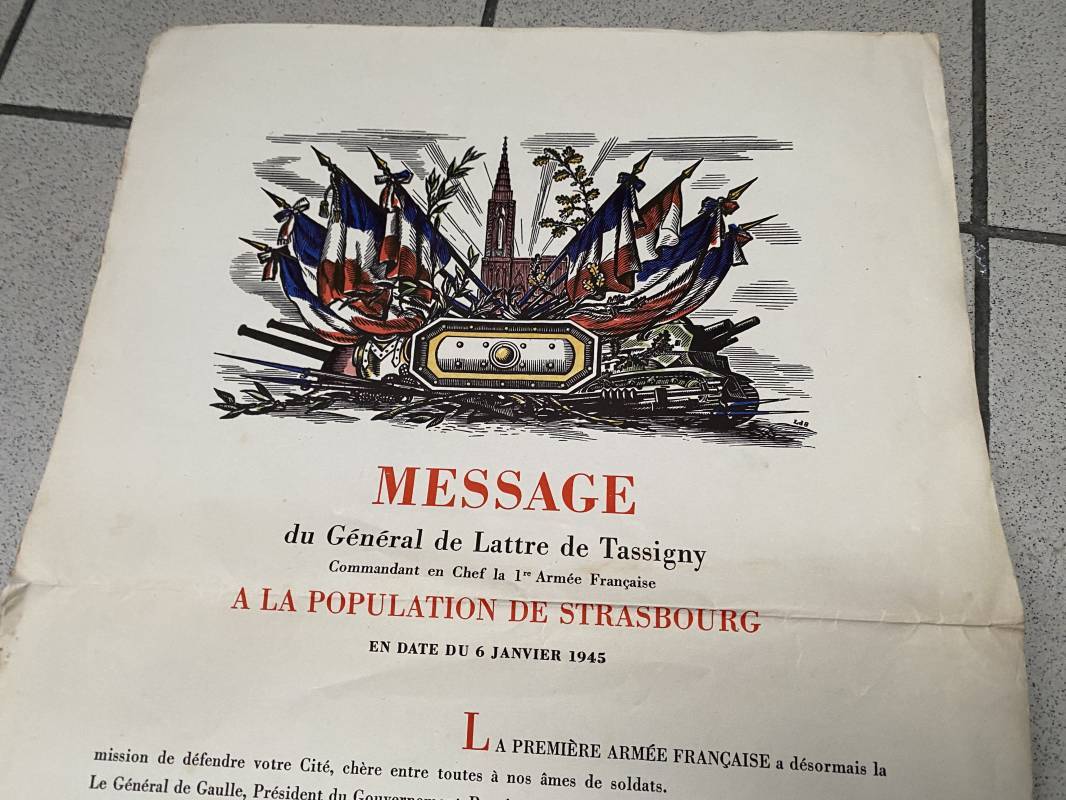 MESSAGE
du Général de Lattre de Tassigny
Commandant en Chef la 1re Armée Française
A LA POPULATION DE STRASBOURG
EN DATE DU 6 JANVIER 1945
LA PREMIÈRE ARMÉE FRANÇAISE a désormais la
mission de défendre votre Cité, chère entre toutes à nos âmes de soldats.
Le Général de Gaulle, Président du